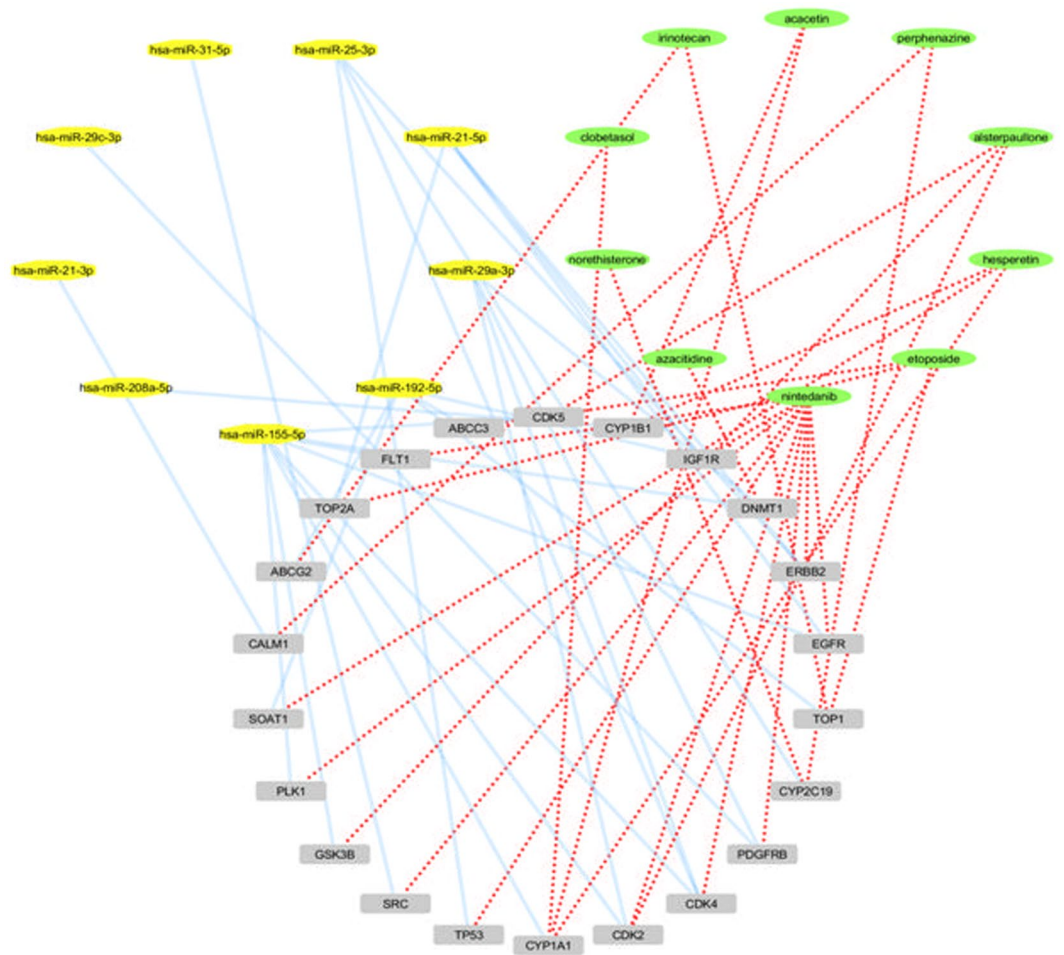 acacetin
irinotecan
perphenazine
hsa-miR-31-5p
hsa-miR-25-3p
hsa-miR-29c-3p
hsa-miR-21-5p
clobetasol
alsterpaullone
hsa-miR-21-3p
hsa-miR-29a-3p
norethisterone
hesperetin
azacitidine
etoposide
hsa-miR-208a-5p
hsa-miR-192-5p
nintedanib
hsa-miR-155-5p
ABCC3
CDK5
CYP1B1
FLT1
IGF1R
TOP2A
DNMT1
ABCG2
ERBB2
CALM1
EGFR
SOAT1
TOP1
PLK1
CYP2C19
GSK3B
PDGFRB
SRC
CDK4
TP53
CYP1A1
CDK2